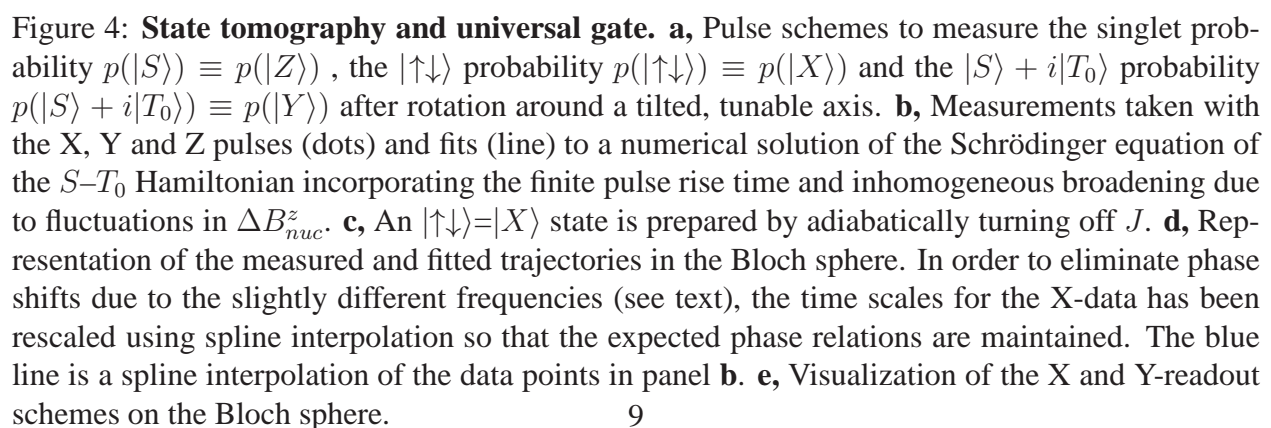 Figure 4: State tomography and universal gate. a, Pulse schemes to measure the singlet prob-
ability p(|S⟩) ≡ p(|Z⟩) , the |↑↓⟩ probability p(|↑↓⟩) ≡ p(|X⟩) and the |S⟩ + i|T₀⟩ probability
p(|S⟩ + i|T₀⟩) ≡ p(|Y⟩) after rotation around a tilted, tunable axis. b, Measurements taken with
the X, Y and Z pulses (dots) and fits (line) to a numerical solution of the Schrödinger equation of
the S–T₀ Hamiltonian incorporating the finite pulse rise time and inhomogeneous broadening due
to fluctuations in ΔB^z_nuc. c, An |↑↓⟩=|X⟩ state is prepared by adiabatically turning off J. d, Rep-
resentation of the measured and fitted trajectories in the Bloch sphere. In order to eliminate phase
shifts due to the slightly different frequencies (see text), the time scales for the X-data has been
rescaled using spline interpolation so that the expected phase relations are maintained. The blue
line is a spline interpolation of the data points in panel b. e, Visualization of the X and Y-readout
schemes on the Bloch sphere.
9